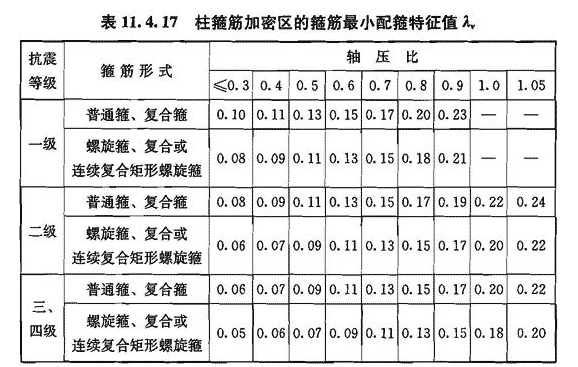 表 11.4.17 柱箍筋加密区的箍筋最小配箍特征值 λv
抗震等级 箍筋形式 轴压比
≤0.3 0.4 0.5 0.6 0.7 0.8 0.9 1.0 1.05
一级 普通箍、复合箍 0.10 0.11 0.13 0.15 0.17 0.20 0.23 — —
螺旋箍、复合或
连续复合矩形螺旋箍 0.08 0.09 0.11 0.13 0.15 0.18 0.21 — —
二级 普通箍、复合箍 0.08 0.09 0.11 0.13 0.15 0.17 0.19 0.22 0.24
螺旋箍、复合或
连续复合矩形螺旋箍 0.06 0.07 0.09 0.11 0.13 0.15 0.17 0.20 0.22
三、四级 普通箍、复合箍 0.06 0.07 0.09 0.11 0.13 0.15 0.17 0.20 0.22
螺旋箍、复合或
连续复合矩形螺旋箍 0.05 0.06 0.07 0.09 0.11 0.13 0.15 0.18 0.20